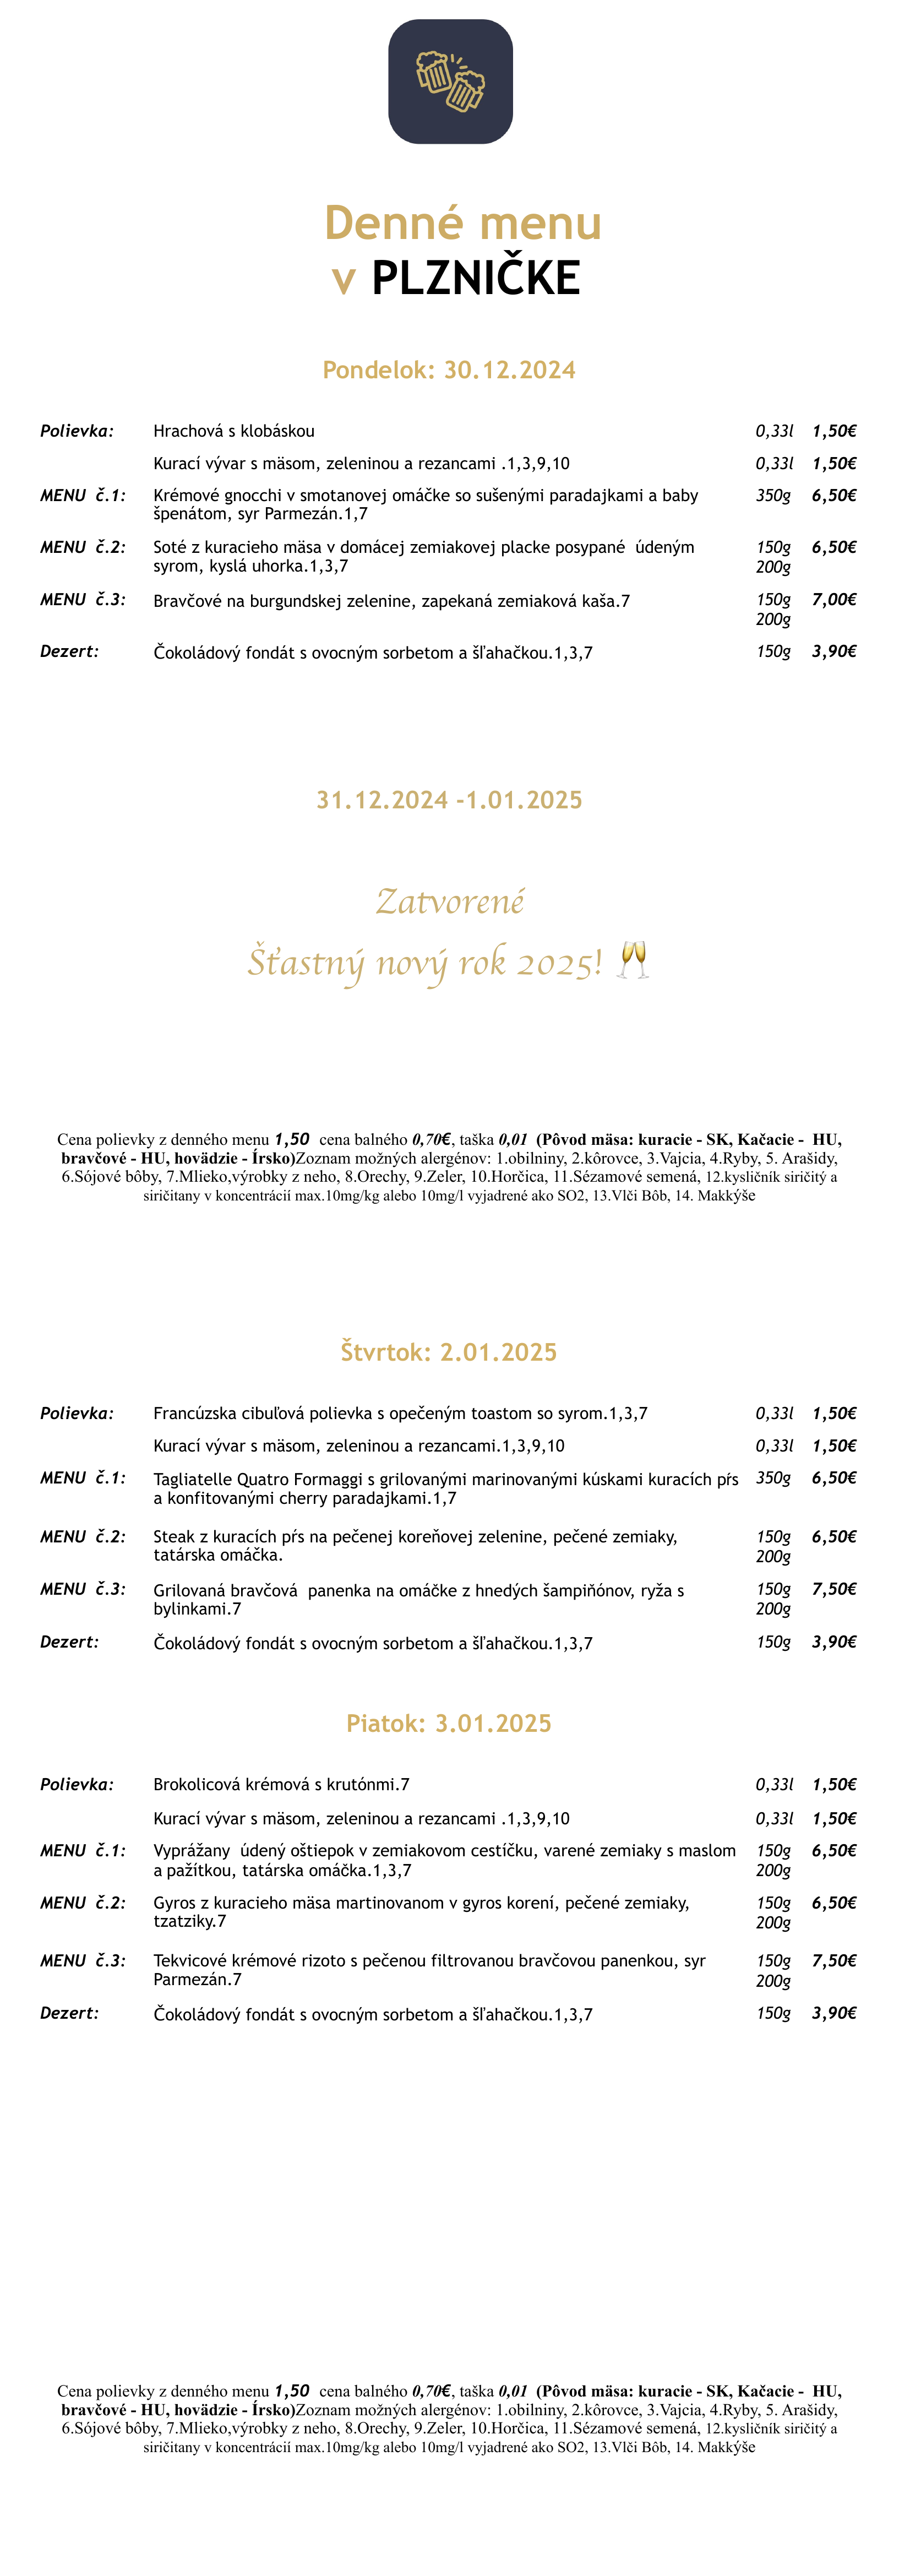 Denné menu
v PLZNIČKE
Pondelok: 30.12.2024
Polievka: Hrachová s klobáskou 0,33l 1,50€
Kurací vývar s mäsom, zeleninou a rezancami .1,3,9,10 0,33l 1,50€
MENU č.1: Krémové gnocchi v smotanovej omáčke so sušenými paradajkami a baby 350g 6,50€
špenátom, syr Parmezán.1,7
MENU č.2: Soté z kuracieho mäsa v domácej zemiakovej placke posypané údeným 150g 6,50€
syrom, kyslá uhorka.1,3,7 200g
MENU č.3: Bravčové na burgundskej zelenine, zapekaná zemiaková kaša.7 150g 7,00€
200g
Dezert: Čokoládový fondát s ovocným sorbetom a šľahačkou.1,3,7 150g 3,90€
31.12.2024 -1.01.2025
Zatvorené
Šťastný nový rok 2025! 🥂
Cena polievky z denného menu 1,50 cena balného 0,70€, taška 0,01 (Pôvod mäsa: kuracie - SK, Kačacie - HU,
bravčové - HU, hovädzie - Írsko)Zoznam možných alergénov: 1.obilniny, 2.kôrovce, 3.Vajcia, 4.Ryby, 5. Arašidy,
6.Sójové bôby, 7.Mlieko,výrobky z neho, 8.Orechy, 9.Zeler, 10.Horčica, 11.Sézamové semená, 12.kysličník siričitý a
siričitany v koncentrácií max.10mg/kg alebo 10mg/l vyjadrené ako SO2, 13.Vlči Bôb, 14. Makkýše
Štvrtok: 2.01.2025
Polievka: Francúzska cibuľová polievka s opečeným toastom so syrom.1,3,7 0,33l 1,50€
Kurací vývar s mäsom, zeleninou a rezancami.1,3,9,10 0,33l 1,50€
MENU č.1: Tagliatelle Quatro Formaggi s grilovanými marinovanými kúskami kuracích pŕs 350g 6,50€
a konfitovanými cherry paradajkami.1,7
MENU č.2: Steak z kuracích pŕs na pečenej koreňovej zelenine, pečené zemiaky, 150g 6,50€
tatárska omáčka. 200g
MENU č.3: Grilovaná bravčová panenka na omáčke z hnedých šampiňónov, ryža s 150g 7,50€
bylinkami.7 200g
Dezert: Čokoládový fondát s ovocným sorbetom a šľahačkou.1,3,7 150g 3,90€
Piatok: 3.01.2025
Polievka: Brokolicová krémová s krutónmi.7 0,33l 1,50€
Kurací vývar s mäsom, zeleninou a rezancami .1,3,9,10 0,33l 1,50€
MENU č.1: Vyprážany údený oštiepok v zemiakovom cestíčku, varené zemiaky s maslom 150g 6,50€
a pažítkou, tatárska omáčka.1,3,7 200g
MENU č.2: Gyros z kuracieho mäsa martinovanom v gyros korení, pečené zemiaky, 150g 6,50€
tzatziky.7 200g
MENU č.3: Tekvicové krémové rizoto s pečenou filtrovanou bravčovou panenkou, syr 150g 7,50€
Parmezán.7 200g
Dezert: Čokoládový fondát s ovocným sorbetom a šľahačkou.1,3,7 150g 3,90€
Cena polievky z denného menu 1,50 cena balného 0,70€, taška 0,01 (Pôvod mäsa: kuracie - SK, Kačacie - HU,
bravčové - HU, hovädzie - Írsko)Zoznam možných alergénov: 1.obilniny, 2.kôrovce, 3.Vajcia, 4.Ryby, 5. Arašidy,
6.Sójové bôby, 7.Mlieko,výrobky z neho, 8.Orechy, 9.Zeler, 10.Horčica, 11.Sézamové semená, 12.kysličník siričitý a
siričitany v koncentrácií max.10mg/kg alebo 10mg/l vyjadrené ako SO2, 13.Vlči Bôb, 14. Makkýše